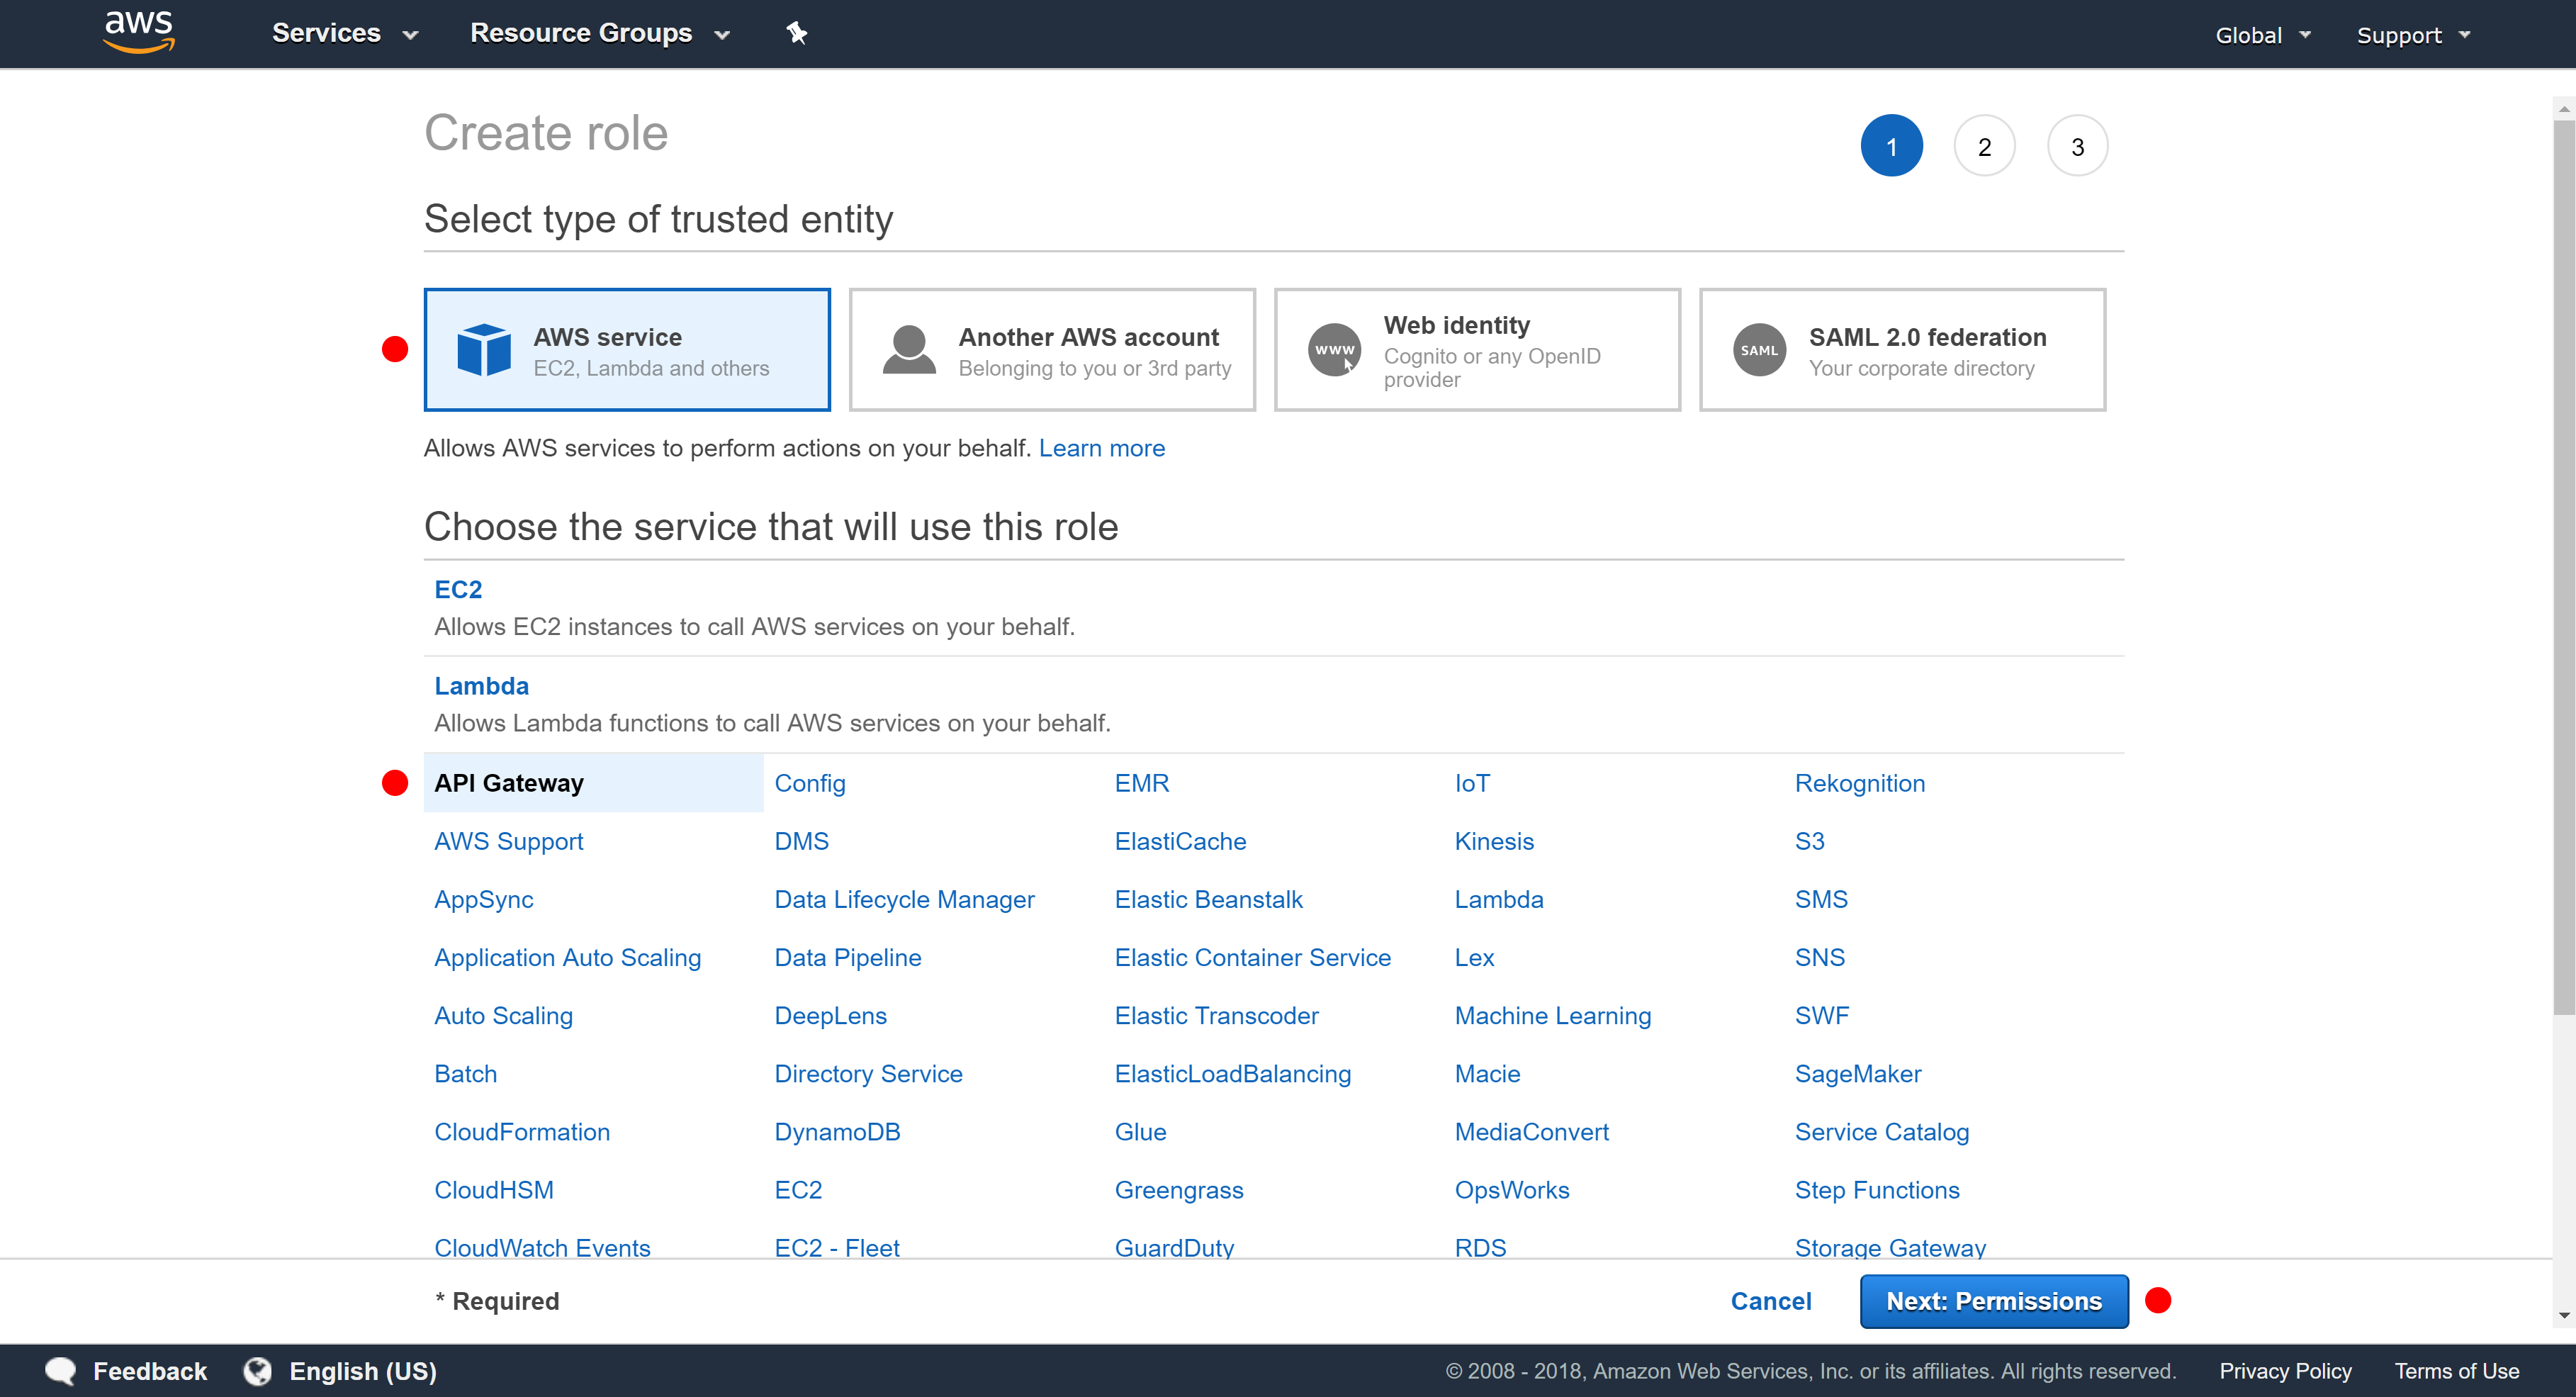 aws Services Resource Groups Global Support
Create role
1 2 3
Select type of trusted entity
AWS service
EC2, Lambda and others
Another AWS account
Belonging to you or 3rd party
www
Web identity
Cognito or any OpenID
provider
SAML
SAML 2.0 federation
Your corporate directory
Allows AWS services to perform actions on your behalf. Learn more
Choose the service that will use this role
EC2
Allows EC2 instances to call AWS services on your behalf.
Lambda
Allows Lambda functions to call AWS services on your behalf.
API Gateway Config EMR IoT Rekognition
AWS Support DMS ElastiCache Kinesis S3
AppSync Data Lifecycle Manager Elastic Beanstalk Lambda SMS
Application Auto Scaling Data Pipeline Elastic Container Service Lex SNS
Auto Scaling DeepLens Elastic Transcoder Machine Learning SWF
Batch Directory Service ElasticLoadBalancing Macie SageMaker
CloudFormation DynamoDB Glue MediaConvert Service Catalog
CloudHSM EC2 Greengrass OpsWorks Step Functions
CloudWatch Events EC2 - Fleet GuardDuty RDS Storage Gateway
* Required Cancel Next: Permissions
Feedback English (US) © 2008 - 2018, Amazon Web Services, Inc. or its affiliates. All rights reserved. Privacy Policy Terms of Use